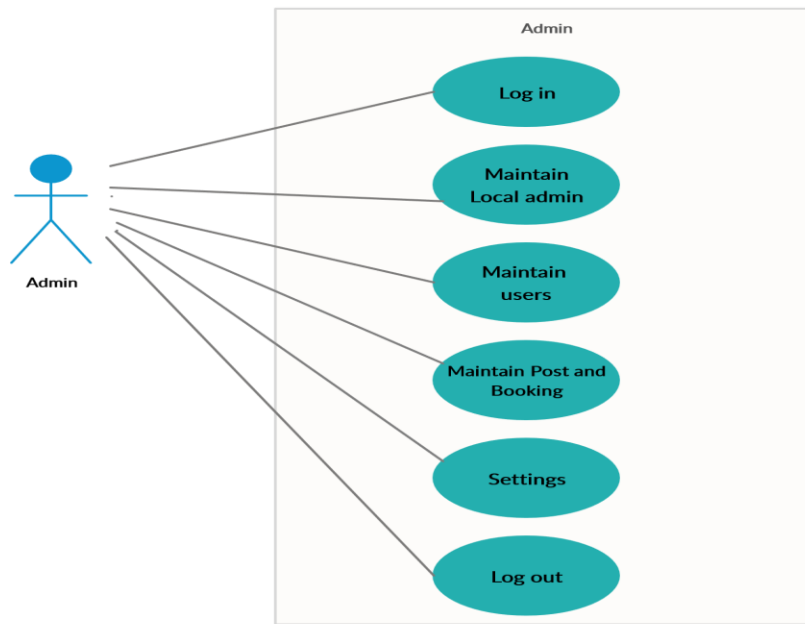 Admin
Log in
Maintain
Local admin
Maintain
users
Admin
Maintain Post and
Booking
Settings
Log out